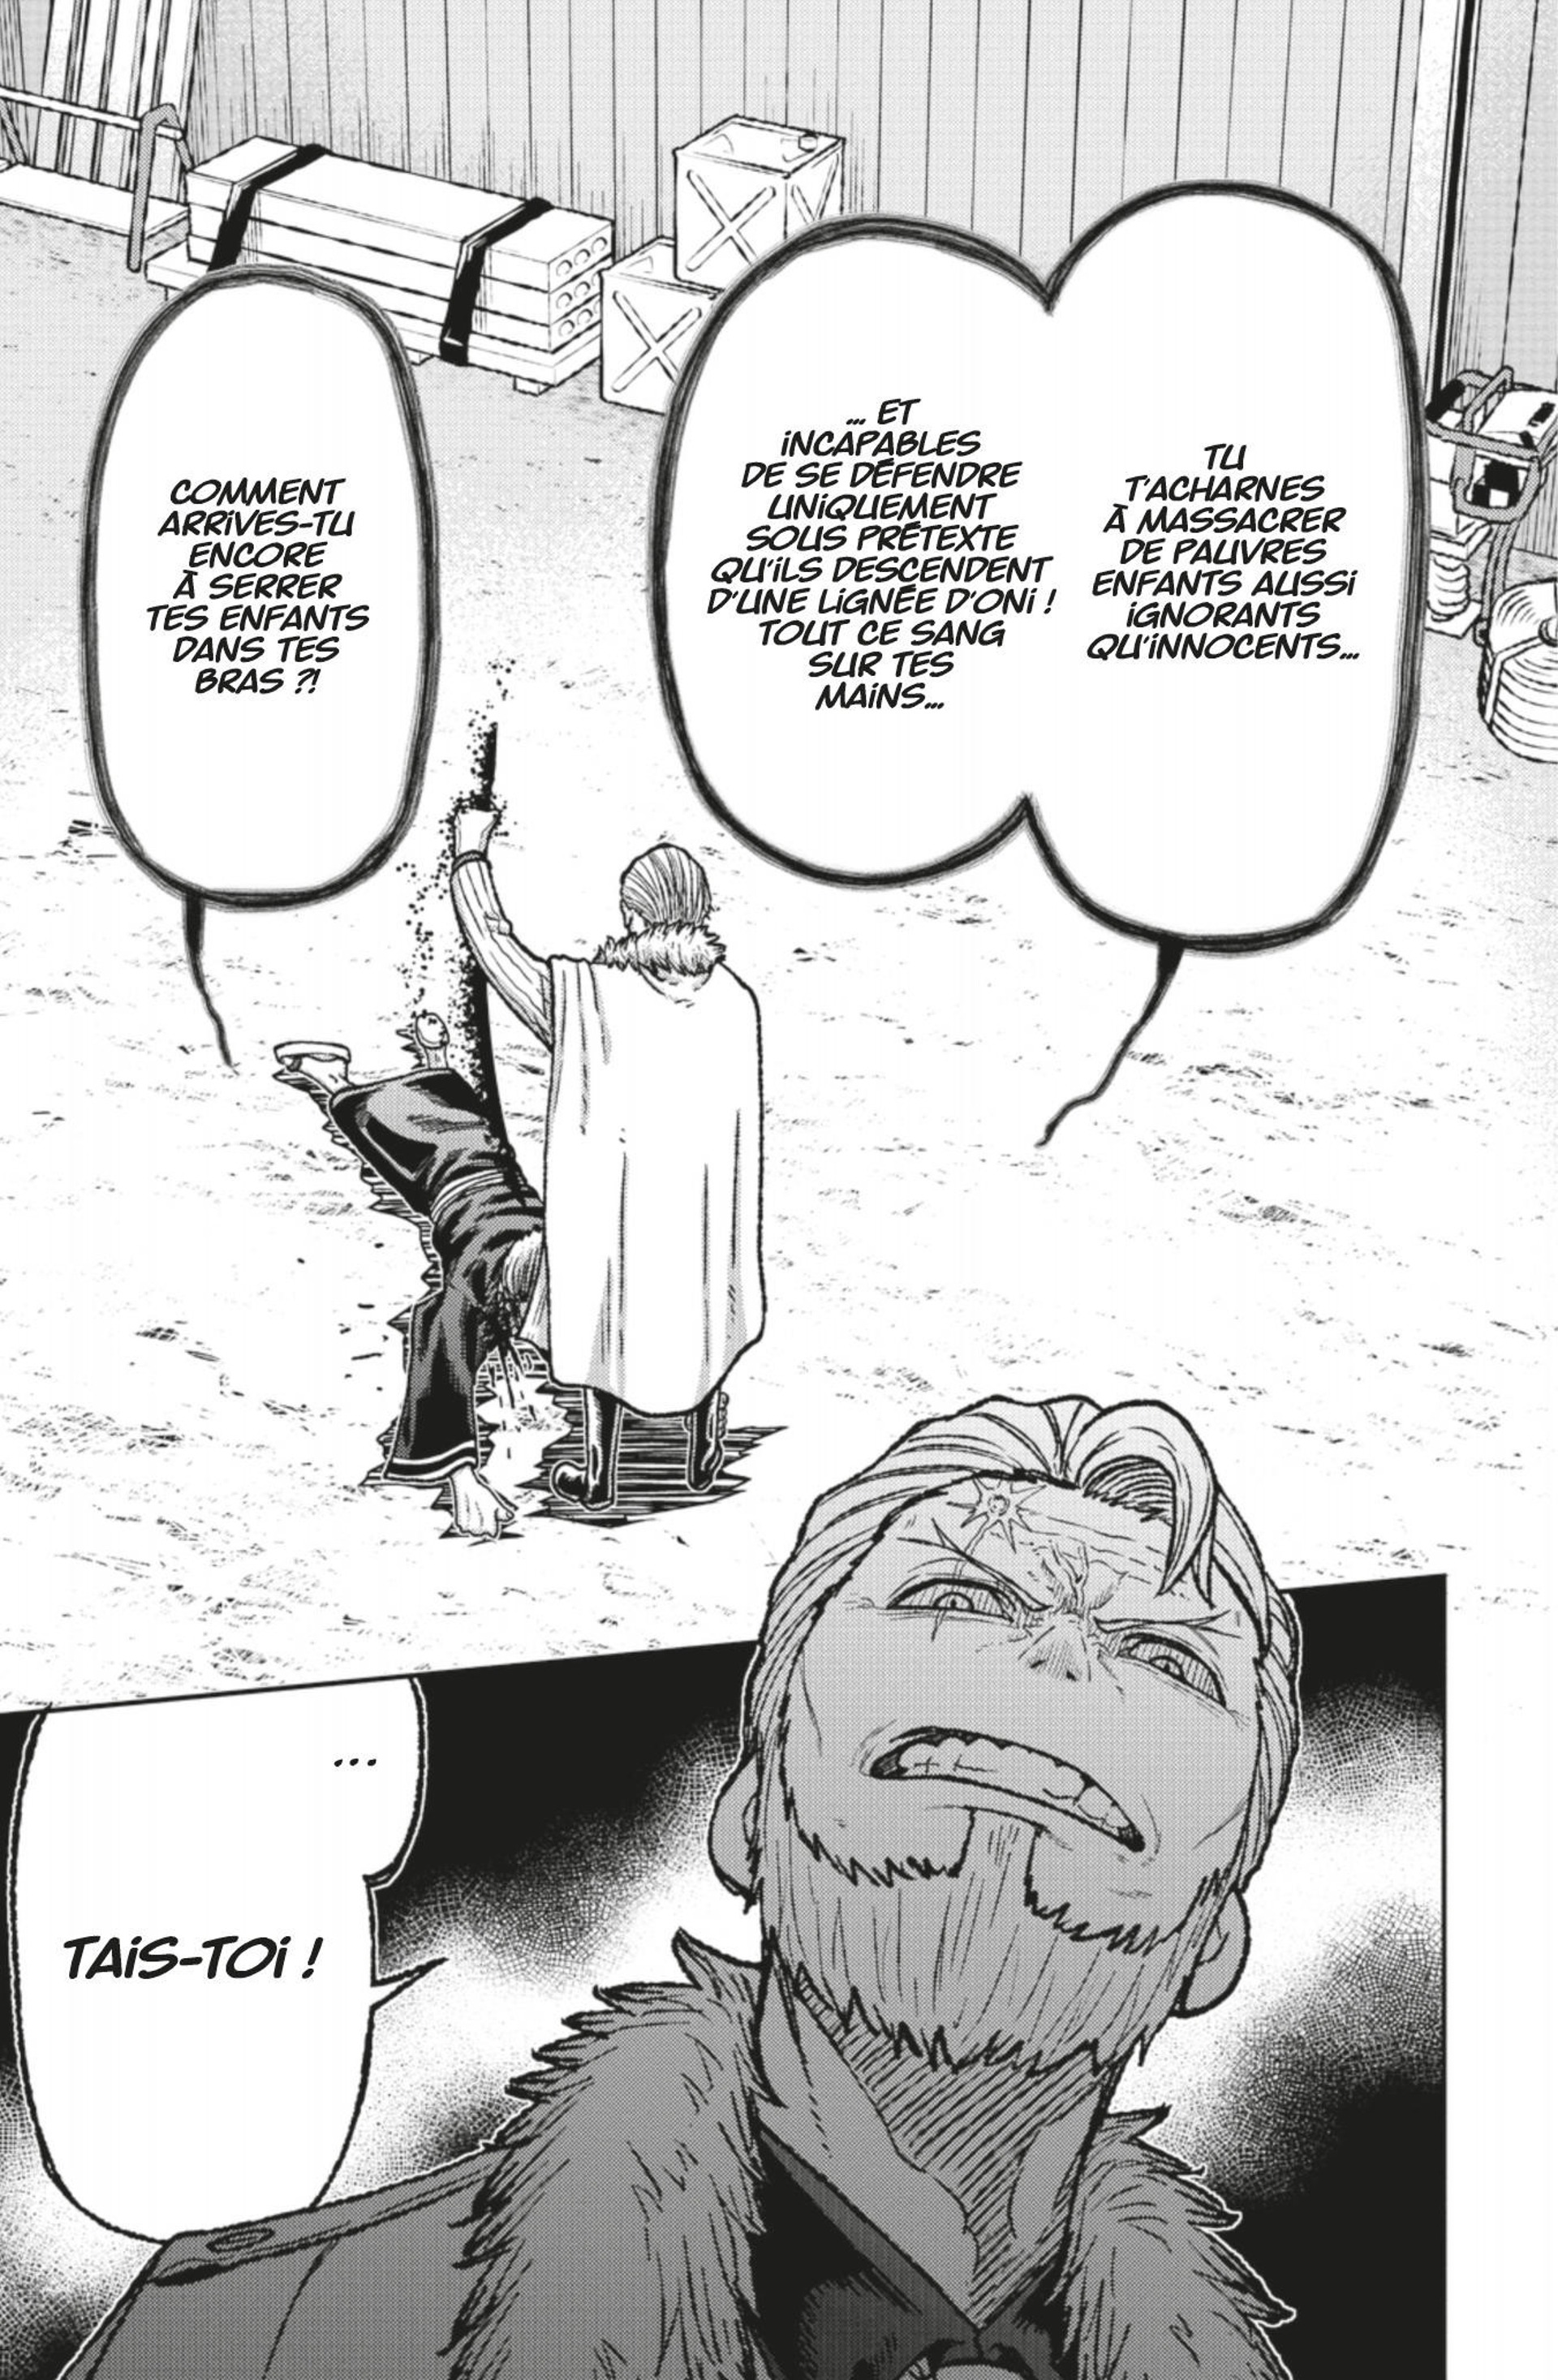 TU
T'ACHARNES
À MASSACRER
DE PAUVRES
ENFANTS AUSSI
IGNORANTS
QU'INNOCENTS...
... ET
INCAPABLES
DE SE DÉFENDRE
UNIQUEMENT
SOUS PRÉTEXTE
QU'ILS DESCENDENT
D'UNE LIGNÉE D'ONI !
TOUT CE SANG
SUR TES
MAINS...
COMMENT
ARRIVES-TU
ENCORE
À SERRER
TES ENFANTS
DANS TES
BRAS ?!
...
TAIS-TOI !